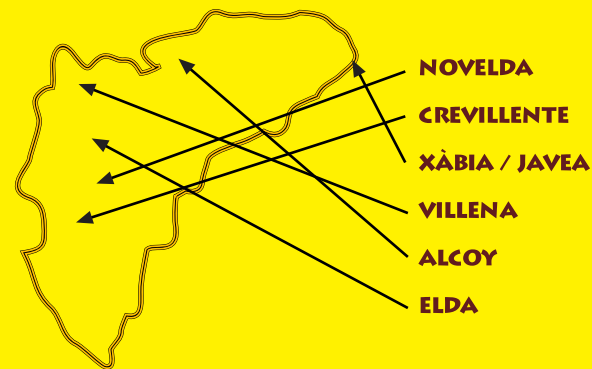 NOVELDA
CREVILLENTE
XÀBIA / JAVEA
VILLENA
ALCOY
ELDA